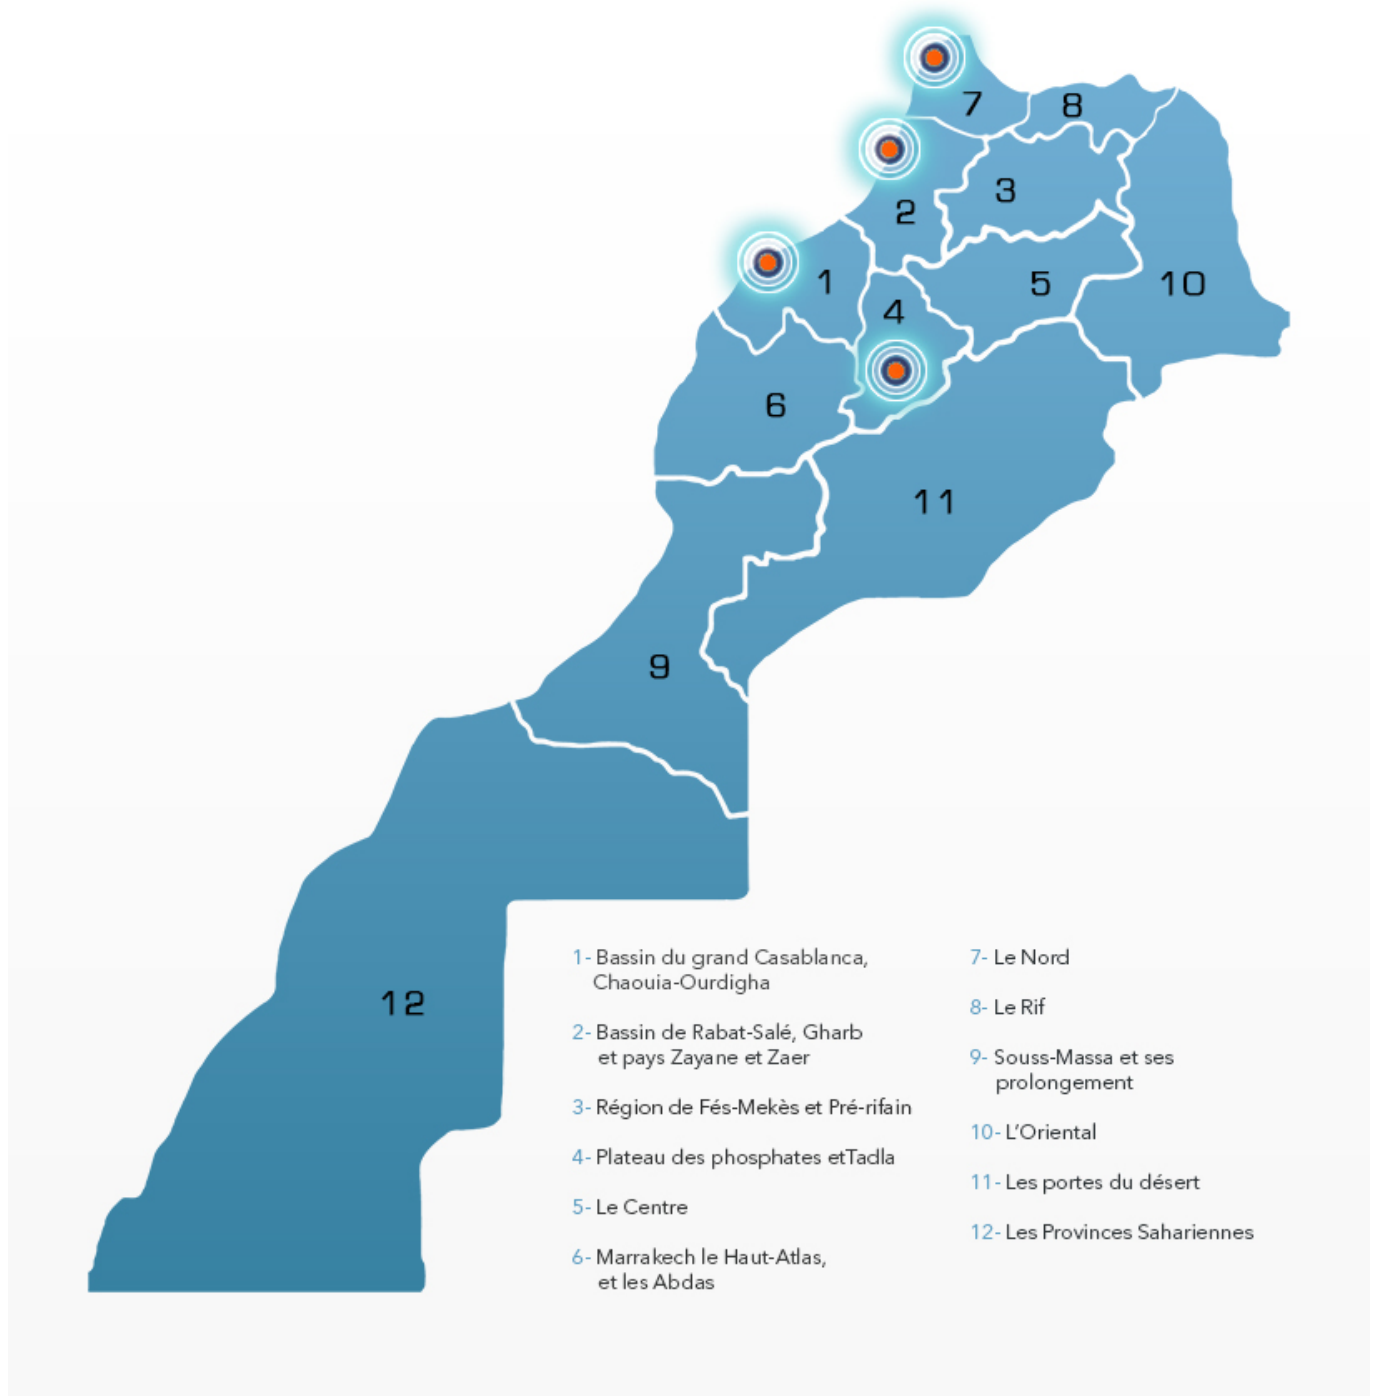 7
8
3
2
1
5
10
4
6
11
9
12
1- Bassin du grand Casablanca,
Chaouia-Ourdigha
2- Bassin de Rabat-Salé, Gharb
et pays Zayane et Zaer
3- Région de Fés-Mekès et Pré-rifain
4- Plateau des phosphates etTadla
5- Le Centre
6- Marrakech le Haut-Atlas,
et les Abdas
7- Le Nord
8- Le Rif
9- Souss-Massa et ses
prolongement
10- L'Oriental
11- Les portes du désert
12- Les Provinces Sahariennes